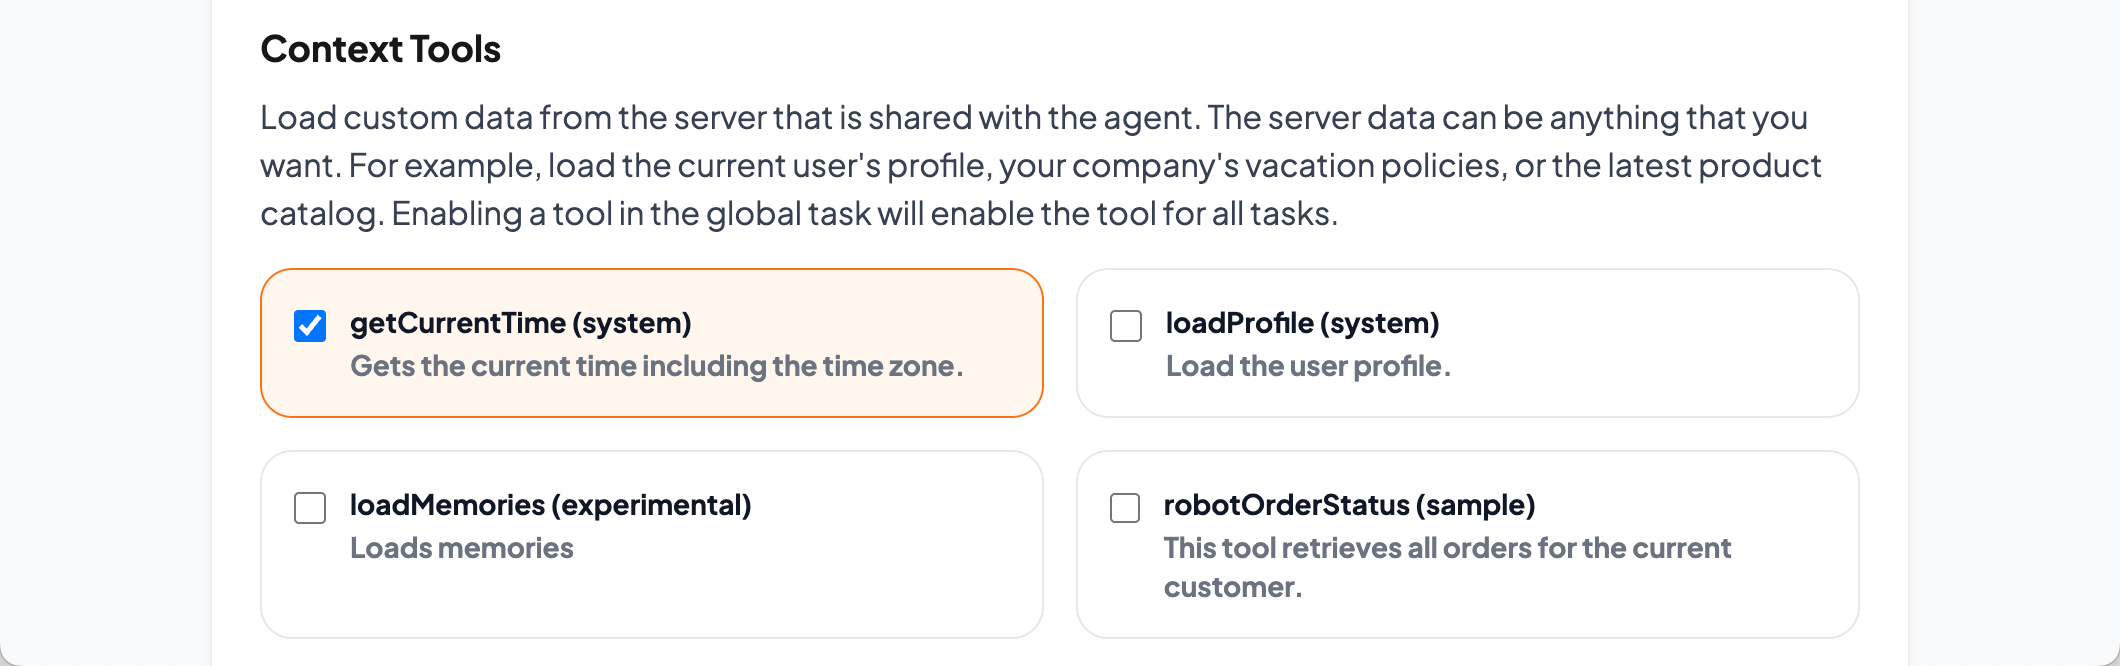 Context Tools
Load custom data from the server that is shared with the agent. The server data can be anything that you
want. For example, load the current user's profile, your company's vacation policies, or the latest product
catalog. Enabling a tool in the global task will enable the tool for all tasks.
getCurrentTime (system)
Gets the current time including the time zone.
loadProfile (system)
Load the user profile.
loadMemories (experimental)
Loads memories
robotOrderStatus (sample)
This tool retrieves all orders for the current
customer.